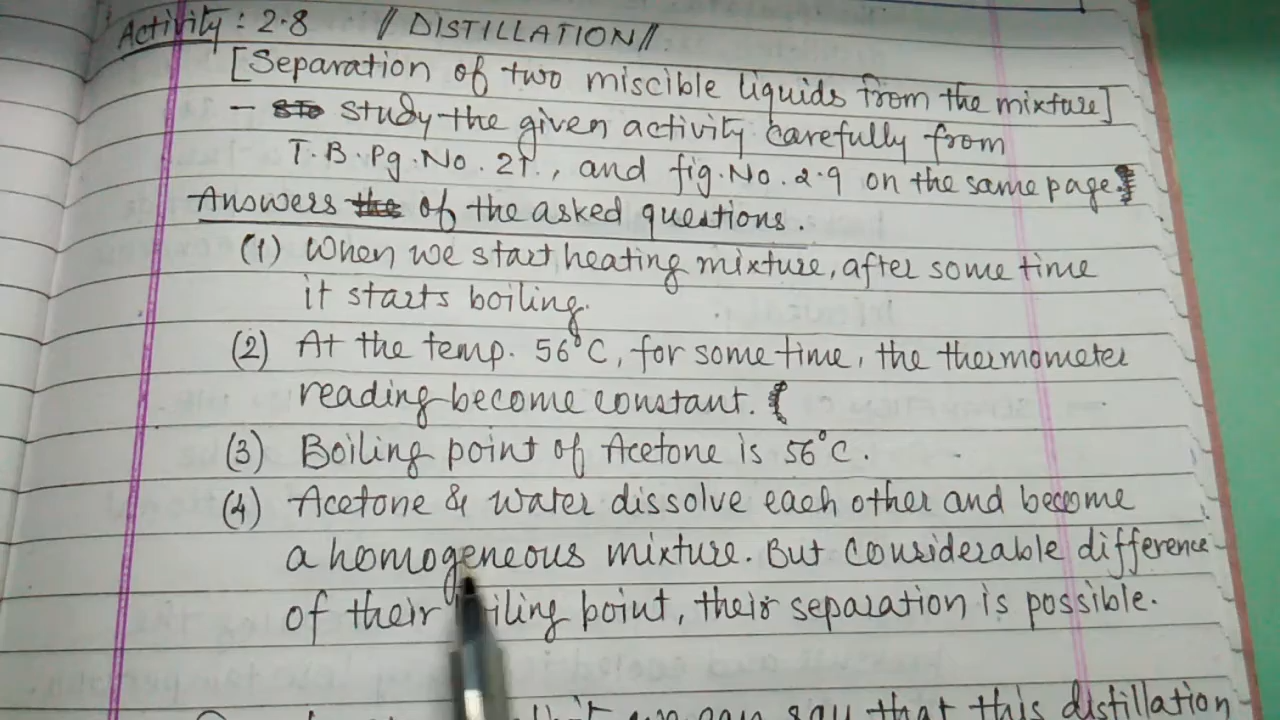 Activity : 2.8 // DISTILLATION //
[Separation of two miscible liquids from the mixture]
- study the given activity carefully from
T. B. Pg. No. 21., and fig. No. 2.9 on the same page.
Answers of the asked questions.
(1) When we start heating mixture, after some time
it starts boiling.
(2) At the temp. 56°C, for some time, the thermometer
reading become constant.
(3) Boiling point of Acetone is 56°C.
(4) Acetone & water dissolve each other and become
a homogeneous mixture. But considerable difference
of their boiling point, their separation is possible.
we can say that this distillation